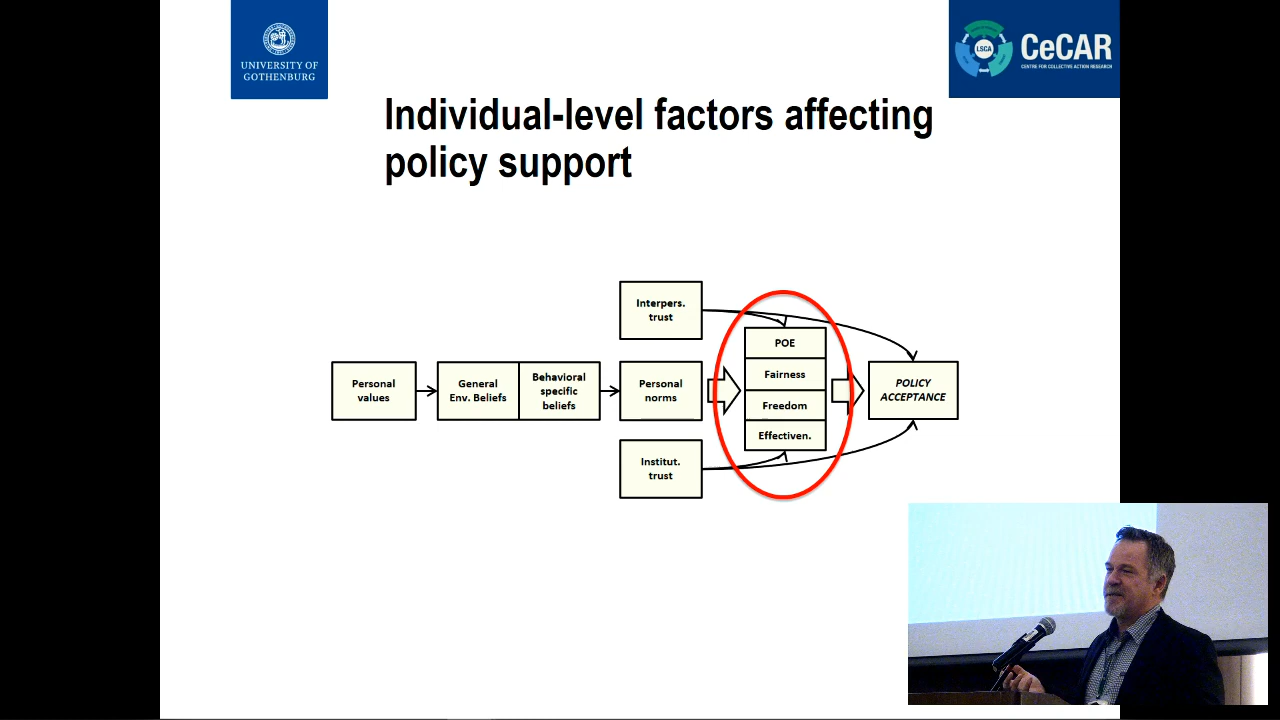 UNIVERSITY OF
GOTHENBURG
LSCA
CeCAR
CENTRE FOR COLLECTIVE ACTION RESEARCH
Individual-level factors affecting
policy support
Interpers.
trust
Personal
values
General
Env. Beliefs
Behavioral
specific
beliefs
Personal
norms
Institut.
trust
POE
Fairness
Freedom
Effectiven.
POLICY
ACCEPTANCE